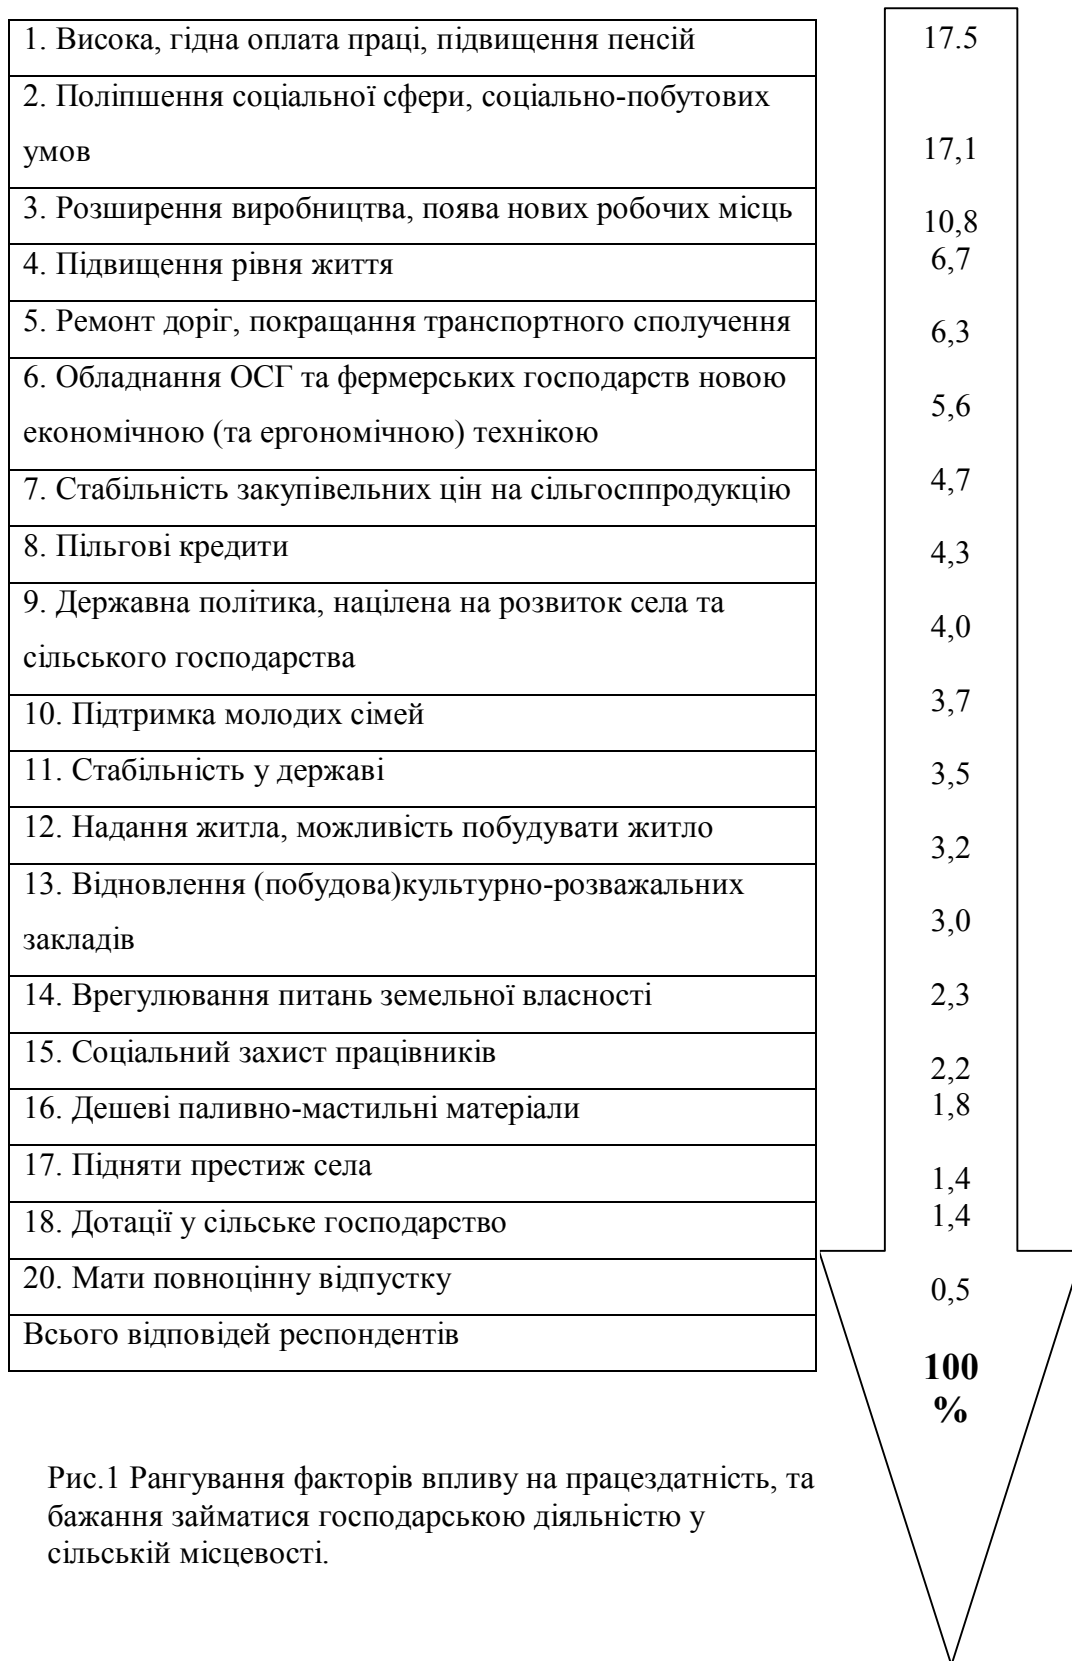 1. Висока, гідна оплата праці, підвищення пенсій
17.5
2. Поліпшення соціальної сфери, соціально-побутових
умов
17,1
3. Розширення виробництва, поява нових робочих місць
10,8
4. Підвищення рівня життя
6,7
5. Ремонт доріг, покращання транспортного сполучення
6,3
6. Обладнання ОСГ та фермерських господарств новою
економічною (та ергономічною) технікою
5,6
7. Стабільність закупівельних цін на сільгосппродукцію
4,7
8. Пільгові кредити
4,3
9. Державна політика, націлена на розвиток села та
сільського господарства
4,0
10. Підтримка молодих сімей
3,7
11. Стабільність у державі
3,5
12. Надання житла, можливість побудувати житло
3,2
13. Відновлення (побудова)культурно-розважальних
закладів
3,0
14. Врегулювання питань земельної власності
2,3
15. Соціальний захист працівників
2,2
16. Дешеві паливно-мастильні матеріали
1,8
17. Підняти престиж села
1,4
18. Дотації у сільське господарство
1,4
20. Мати повноцінну відпустку
0,5
Всього відповідей респондентів
100
%
Рис.1 Рангування факторів впливу на працездатність, та
бажання займатися господарською діяльністю у
сільській місцевості.